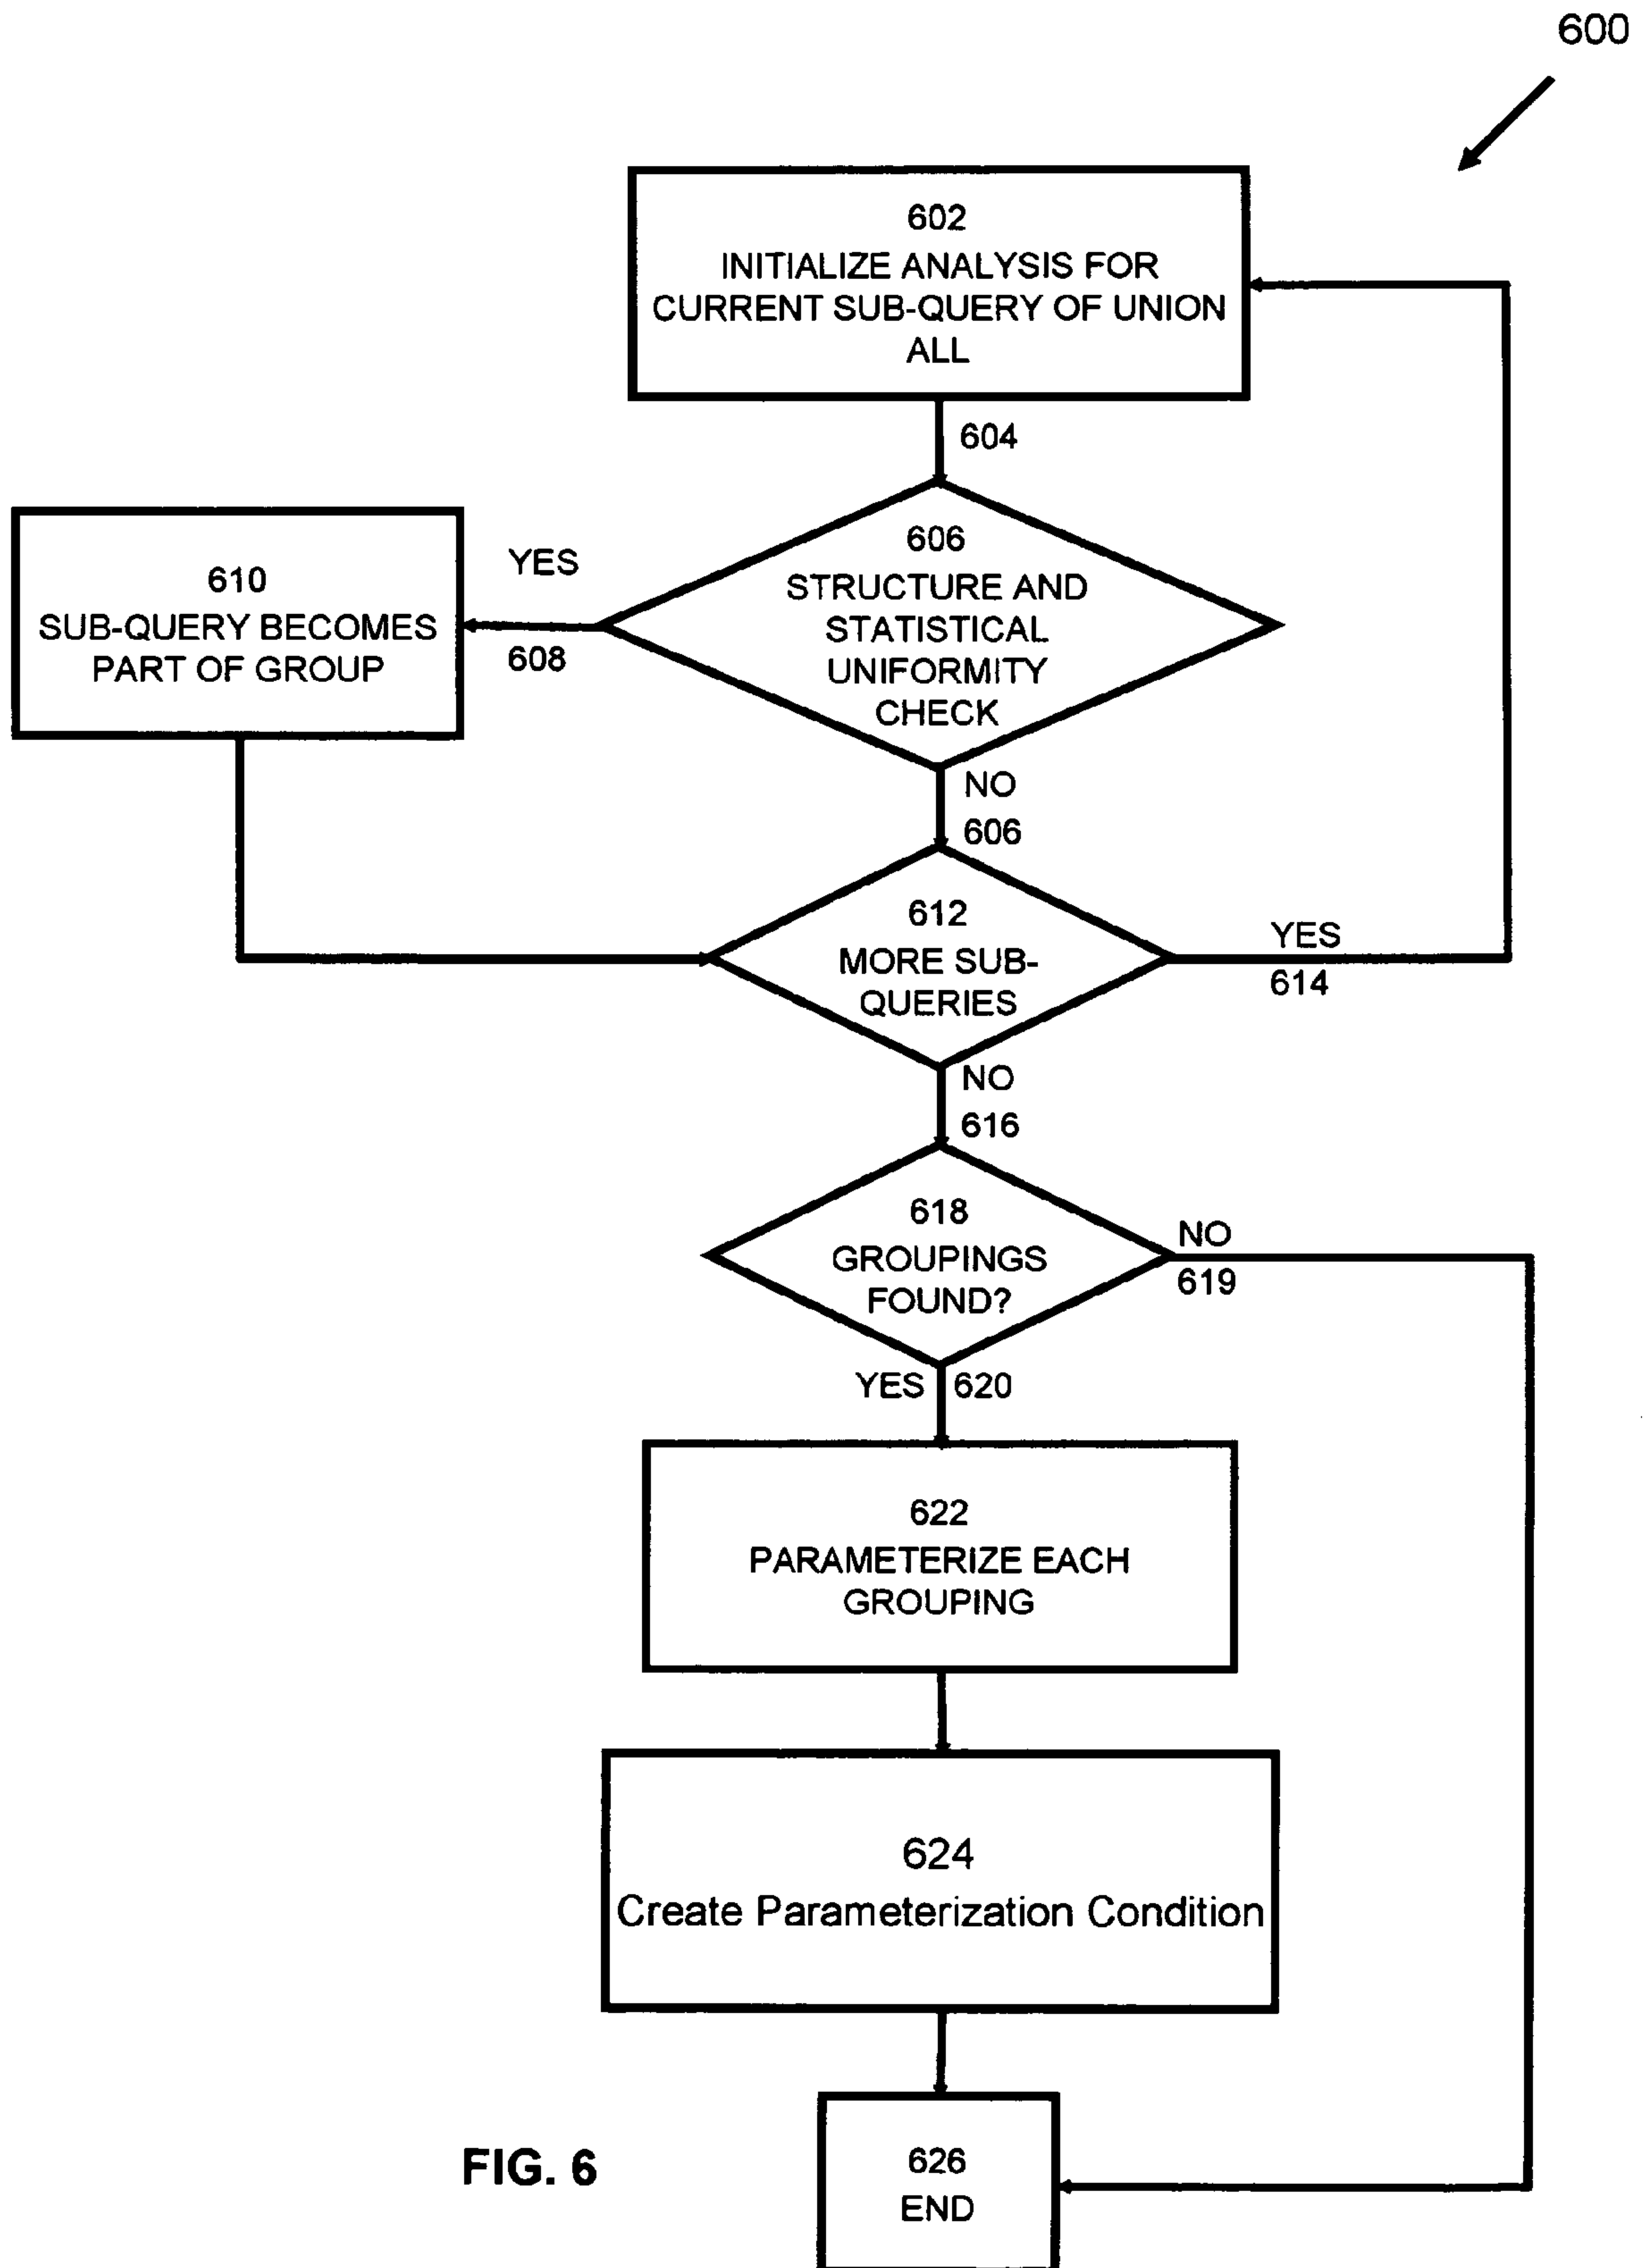 600
602
INITIALIZE ANALYSIS FOR
CURRENT SUB-QUERY OF UNION
ALL
604
606
STRUCTURE AND
STATISTICAL
UNIFORMITY
CHECK
YES
608
610
SUB-QUERY BECOMES
PART OF GROUP
NO
606
612
MORE SUB-
QUERIES
YES
614
NO
616
618
GROUPINGS
FOUND?
NO
619
YES 620
622
PARAMETERIZE EACH
GROUPING
624
Create Parameterization Condition
626
END
FIG. 6